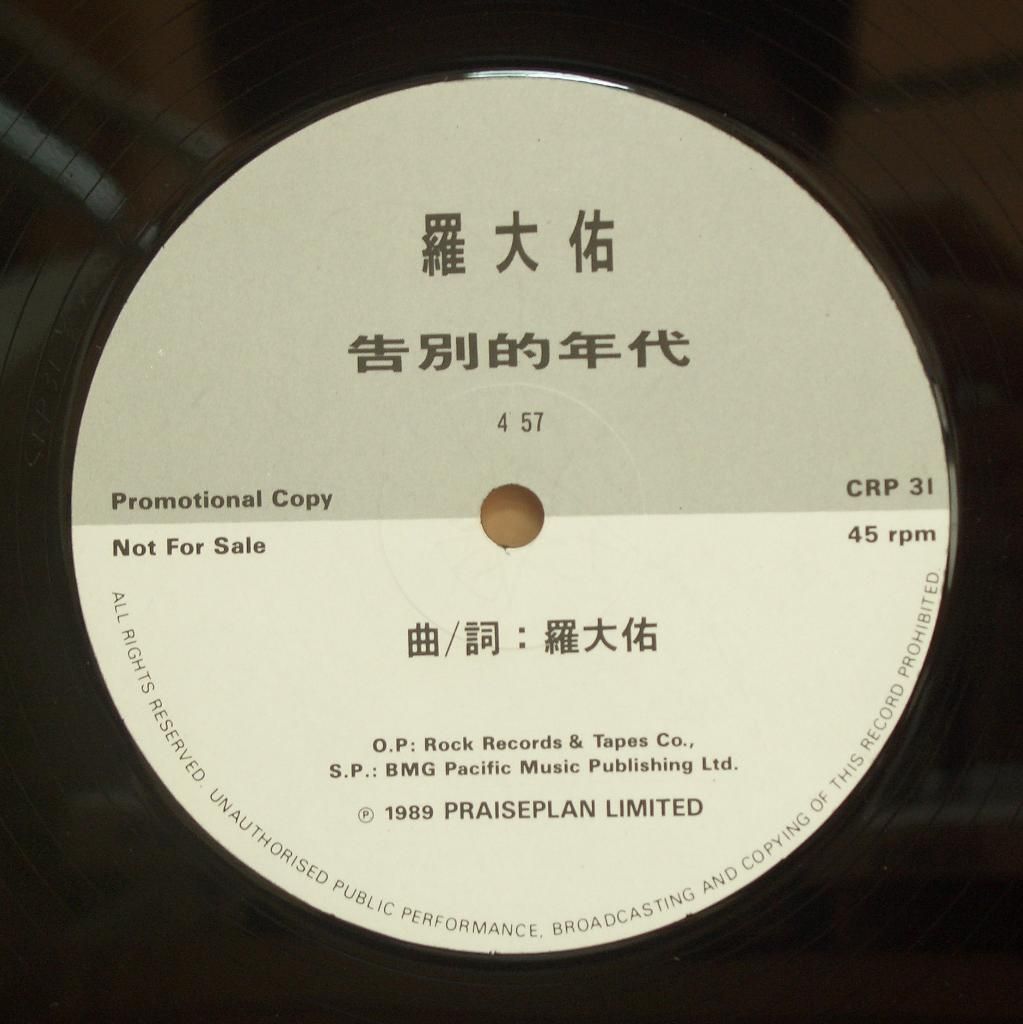 羅大佑
告別的年代
4 57
Promotional Copy
CRP 31
Not For Sale
45 rpm
曲/詞：羅大佑
O.P: Rock Records & Tapes Co.,
S.P.: BMG Pacific Music Publishing Ltd.
℗ 1989 PRAISEPLAN LIMITED
ALL RIGHTS RESERVED. UNAUTHORISED PUBLIC PERFORMANCE, BROADCASTING AND COPYING OF THIS RECORD PROHIBITED.